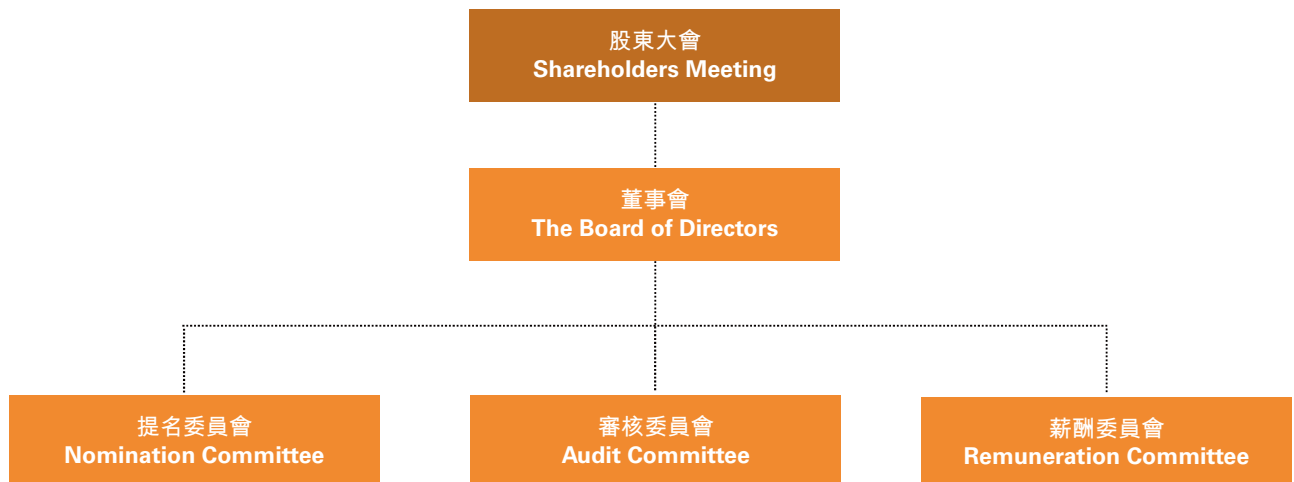 股東大會
Shareholders Meeting
董事會
The Board of Directors
提名委員會
Nomination Committee
審核委員會
Audit Committee
薪酬委員會
Remuneration Committee